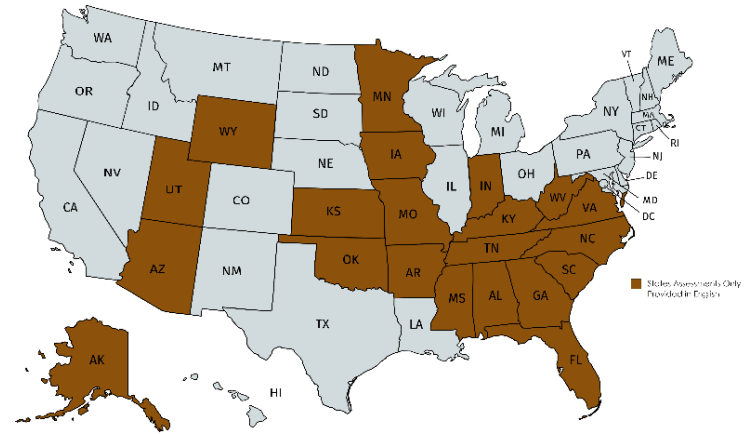 WA
MT
ND
MN
VT
ME
OR
ID
SD
WI
MI
NY
NH
MA
CT
RI
WY
IA
NE
PA
NJ
NV
UT
CO
IL
IN
OH
DE
MD
DC
CA
KS
MO
KY
WV
VA
AZ
NM
OK
AR
TN
NC
SC
TX
LA
MS
AL
GA
FL
AK
HI
States Assessments Only
Provided in English